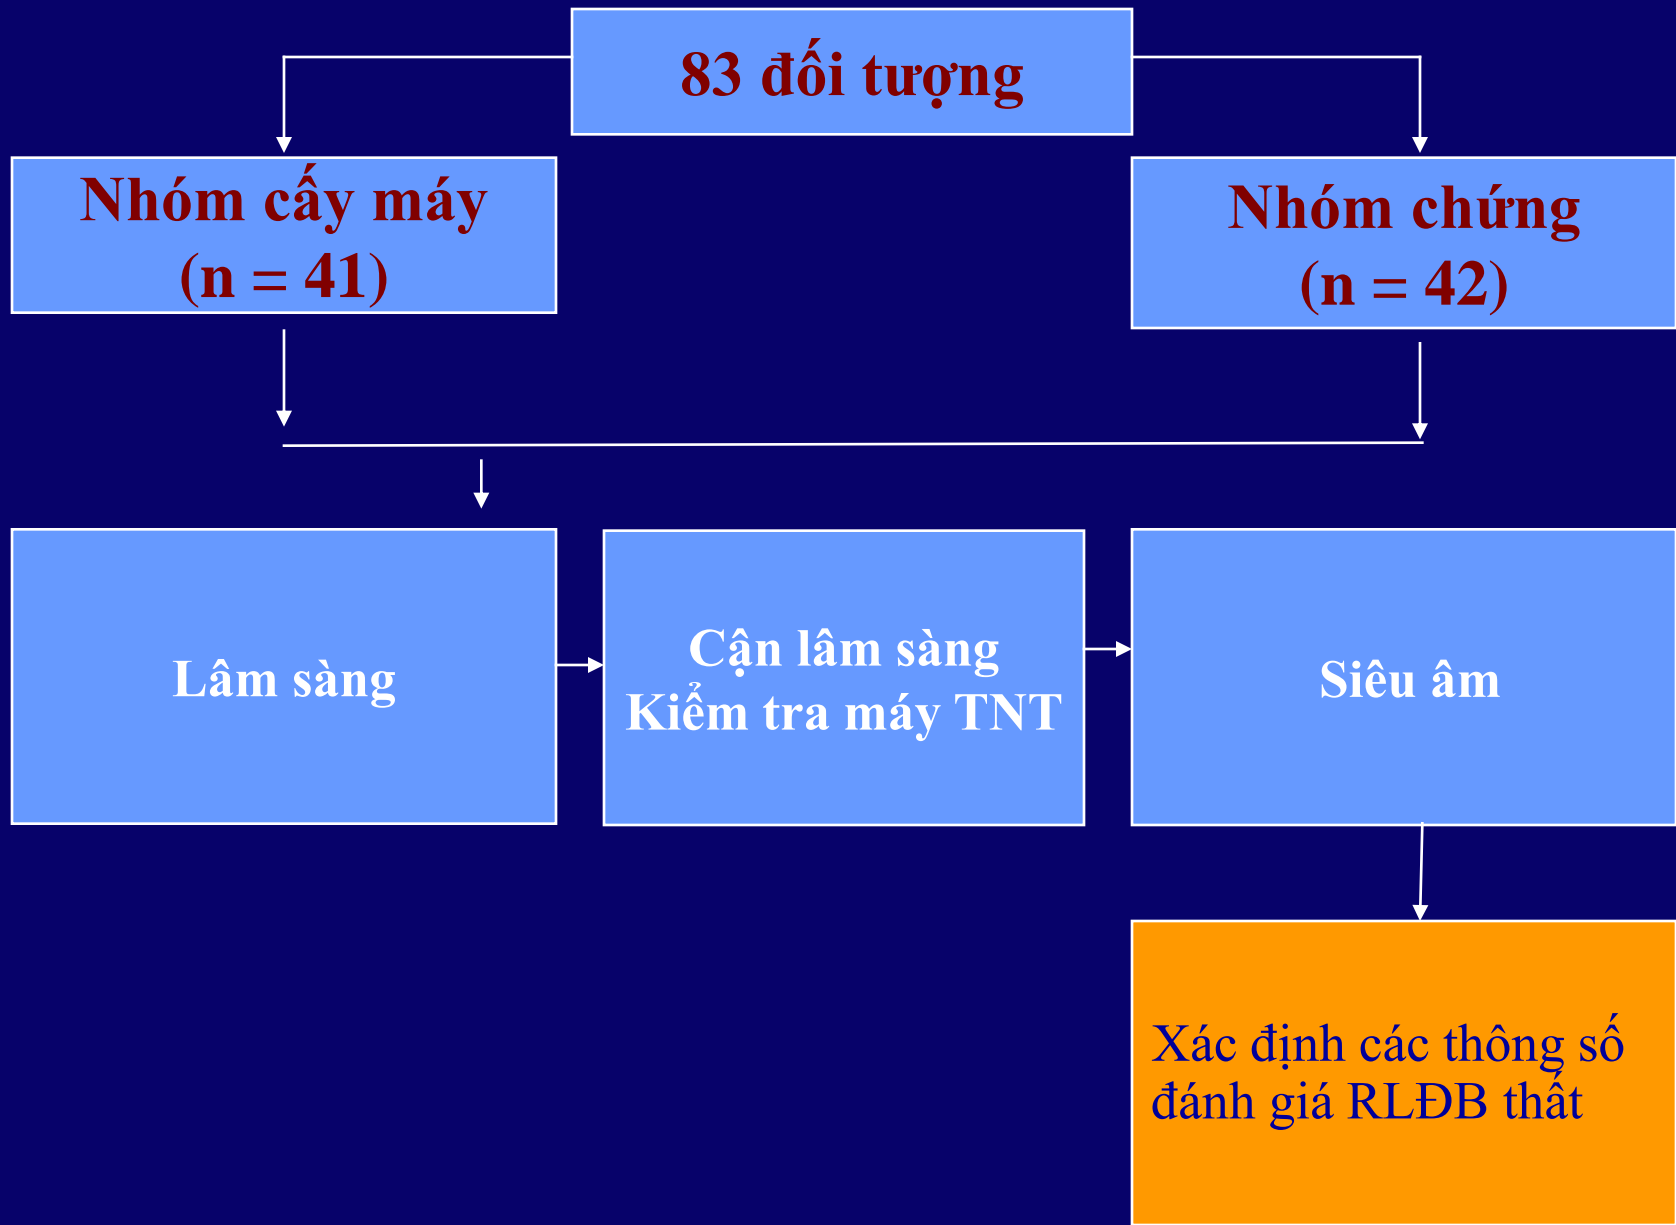 83 đối tượng
Nhóm cấy máy
(n = 41)
Nhóm chứng
(n = 42)
Lâm sàng
Cận lâm sàng
Kiểm tra máy TNT
Siêu âm
Xác định các thông số
đánh giá RLĐB thất